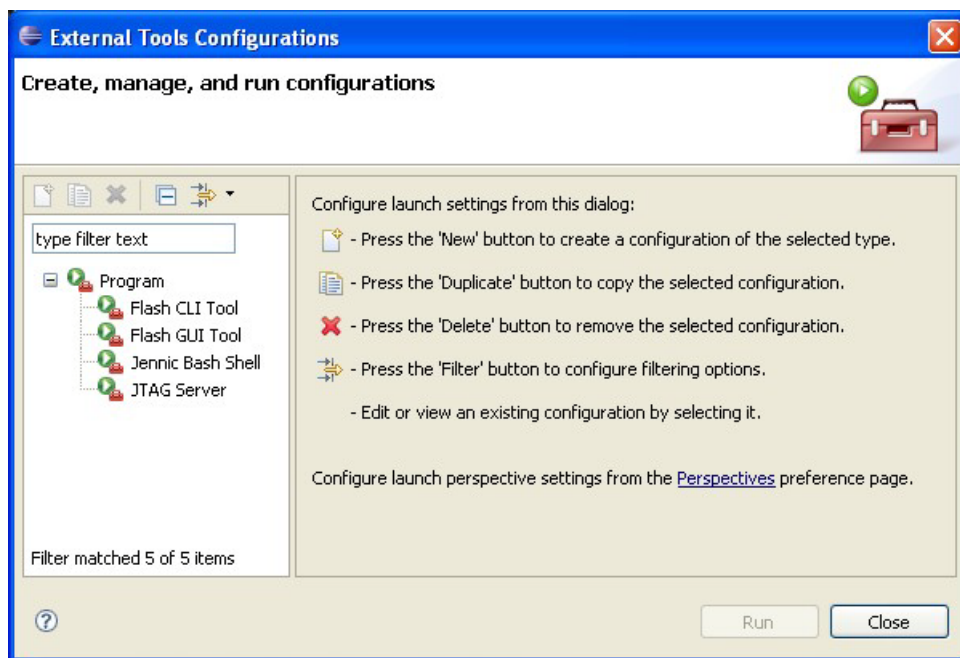 External Tools Configurations
Create, manage, and run configurations
type filter text
Program
Flash CLI Tool
Flash GUI Tool
Jennic Bash Shell
JTAG Server
Filter matched 5 of 5 items
Configure launch settings from this dialog:
- Press the 'New' button to create a configuration of the selected type.
- Press the 'Duplicate' button to copy the selected configuration.
- Press the 'Delete' button to remove the selected configuration.
- Press the 'Filter' button to configure filtering options.
- Edit or view an existing configuration by selecting it.
Configure launch perspective settings from the Perspectives preference page.
Run
Close